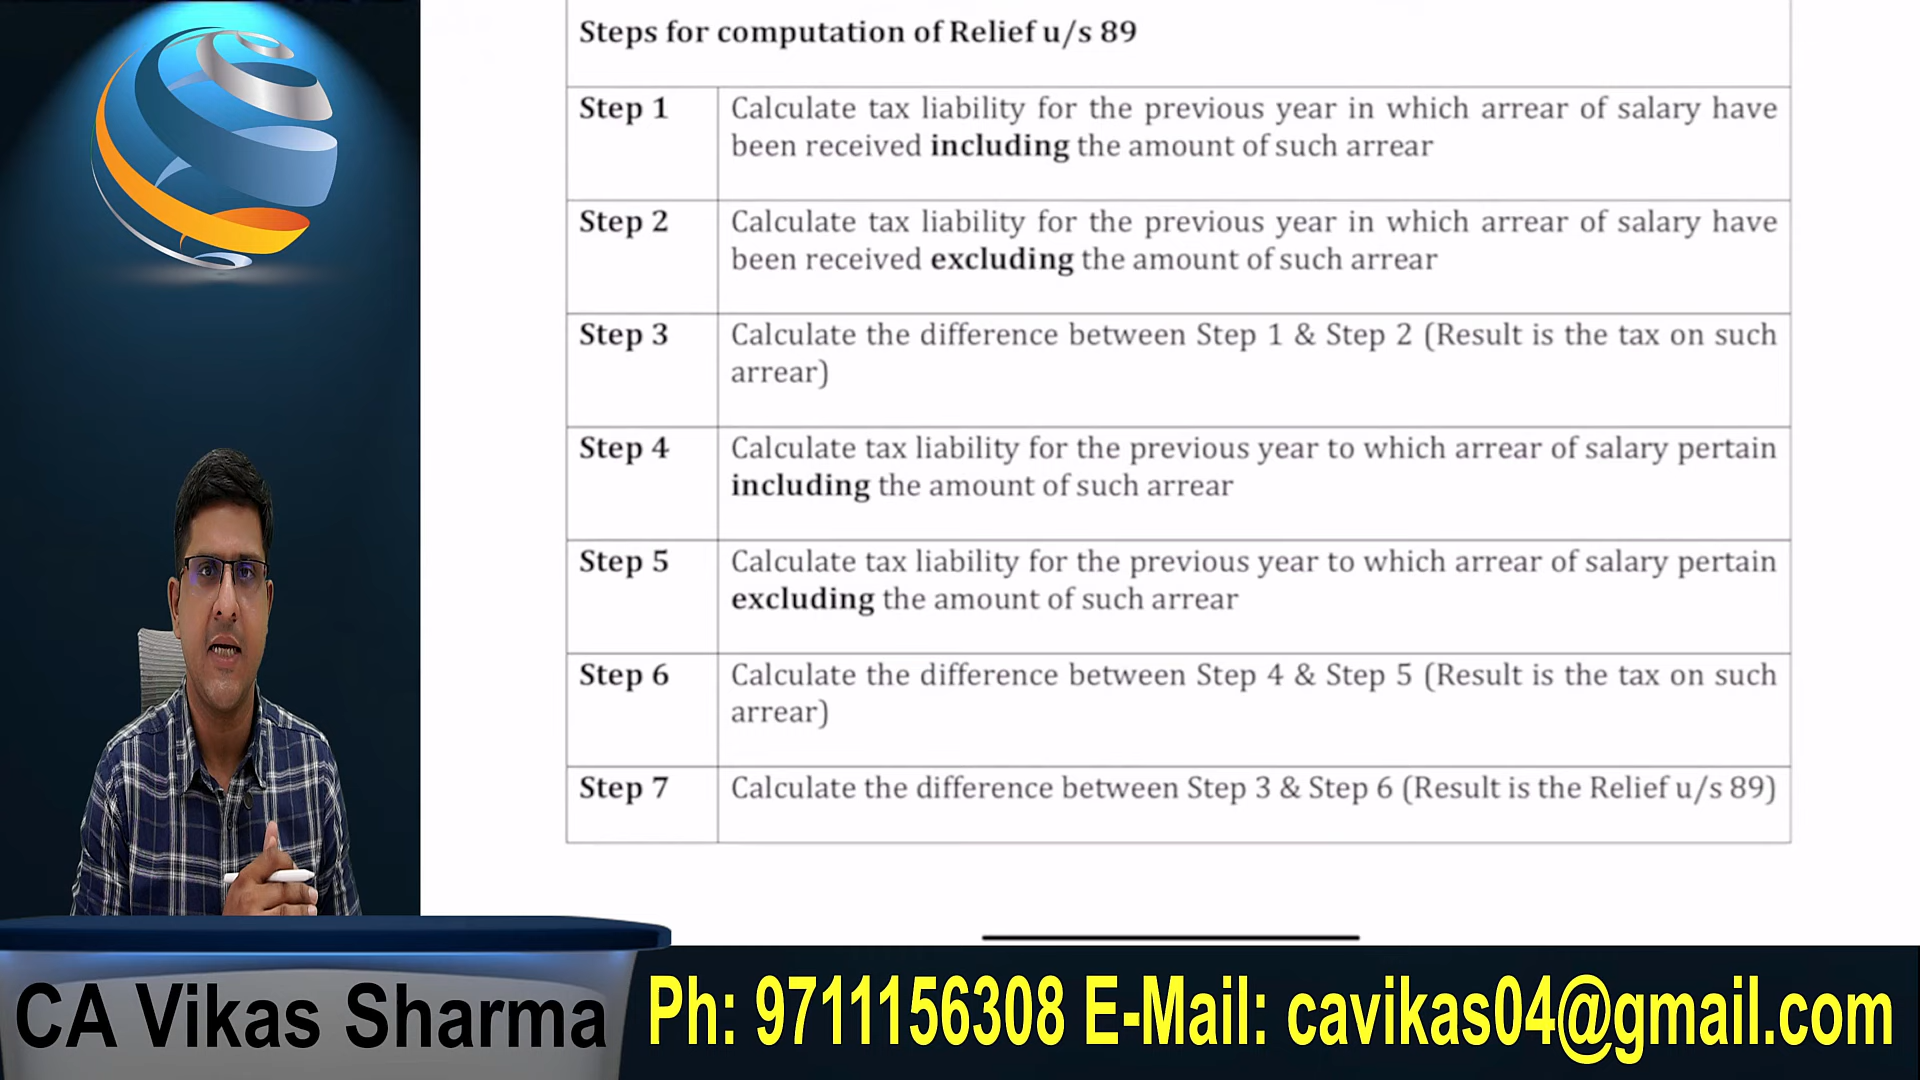 Steps for computation of Relief u/s 89
Step 1
Calculate tax liability for the previous year in which arrear of salary have
been received including the amount of such arrear
Step 2
Calculate tax liability for the previous year in which arrear of salary have
been received excluding the amount of such arrear
Step 3
Calculate the difference between Step 1 & Step 2 (Result is the tax on such
arrear)
Step 4
Calculate tax liability for the previous year to which arrear of salary pertain
including the amount of such arrear
Step 5
Calculate tax liability for the previous year to which arrear of salary pertain
excluding the amount of such arrear
Step 6
Calculate the difference between Step 4 & Step 5 (Result is the tax on such
arrear)
Step 7
Calculate the difference between Step 3 & Step 6 (Result is the Relief u/s 89)
CA Vikas Sharma
Ph: 9711156308 E-Mail: cavikas04@gmail.com